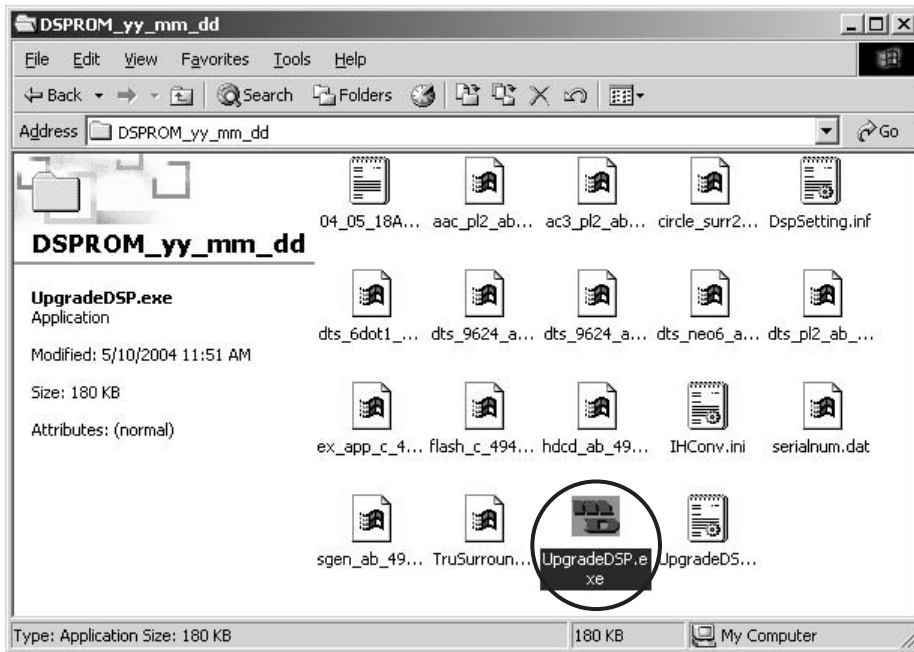 DSPROM_yy_mm_dd
File Edit View Favorites Tools Help
Back Search Folders
Address DSPROM_yy_mm_dd Go
DSPROM_yy_mm_dd
UpgradeDSP.exe
Application
Modified: 5/10/2004 11:51 AM
Size: 180 KB
Attributes: (normal)
04_05_18A... aac_pl2_ab... ac3_pl2_ab... circle_surr2... DspSetting.inf
dts_6dot1_... dts_9624_a... dts_9624_a... dts_neo6_a... dts_pl2_ab_...
ex_app_c_4... flash_c_494... hdcd_ab_49... IHConv.ini serialnum.dat
sgen_ab_49... TruSurroun... UpgradeDSP.e UpgradeDS...
xe
Type: Application Size: 180 KB 180 KB My Computer